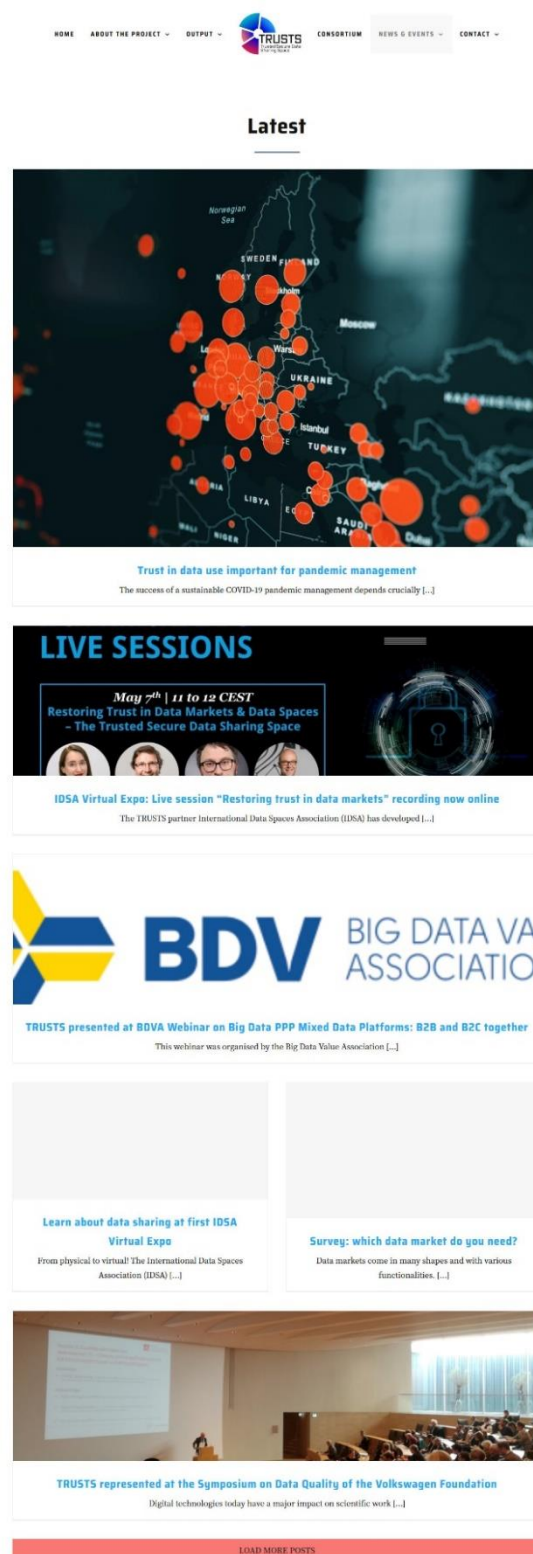 HOME
ABOUT THE PROJECT
OUTPUT
TRUSTS
Trusted Secure Data
Sharing Space
CONSORTIUM
NEWS & EVENTS
CONTACT
Latest
Norwegian
Sea
SWEDEN
Moscow
UKRAINE
Istanbul
TURKEY
LIBYA
SAUDI
MALI
NIGER
Dubai
Trust in data use important for pandemic management
The success of a sustainable COVID-19 pandemic management depends crucially [...]
LIVE SESSIONS
May 7th | 11 to 12 CEST
Restoring Trust in Data Markets & Data Spaces
– The Trusted Secure Data Sharing Space
IDSA Virtual Expo: Live session "Restoring trust in data markets" recording now online
The TRUSTS partner International Data Spaces Association (IDSA) has developed [...]
BDV
BIG DATA VA
ASSOCIATIO
TRUSTS presented at BDVA Webinar on Big Data PPP Mixed Data Platforms: B2B and B2C together
This webinar was organised by the Big Data Value Association [...]
Learn about data sharing at first IDSA
Virtual Expo
From physical to virtual! The International Data Spaces
Association (IDSA) [...]
Survey: which data market do you need?
Data markets come in many shapes and with various
functionalities. [...]
TRUSTS represented at the Symposium on Data Quality of the Volkswagen Foundation
Digital technologies today have a major impact on scientific work [...]
LOAD MORE POSTS